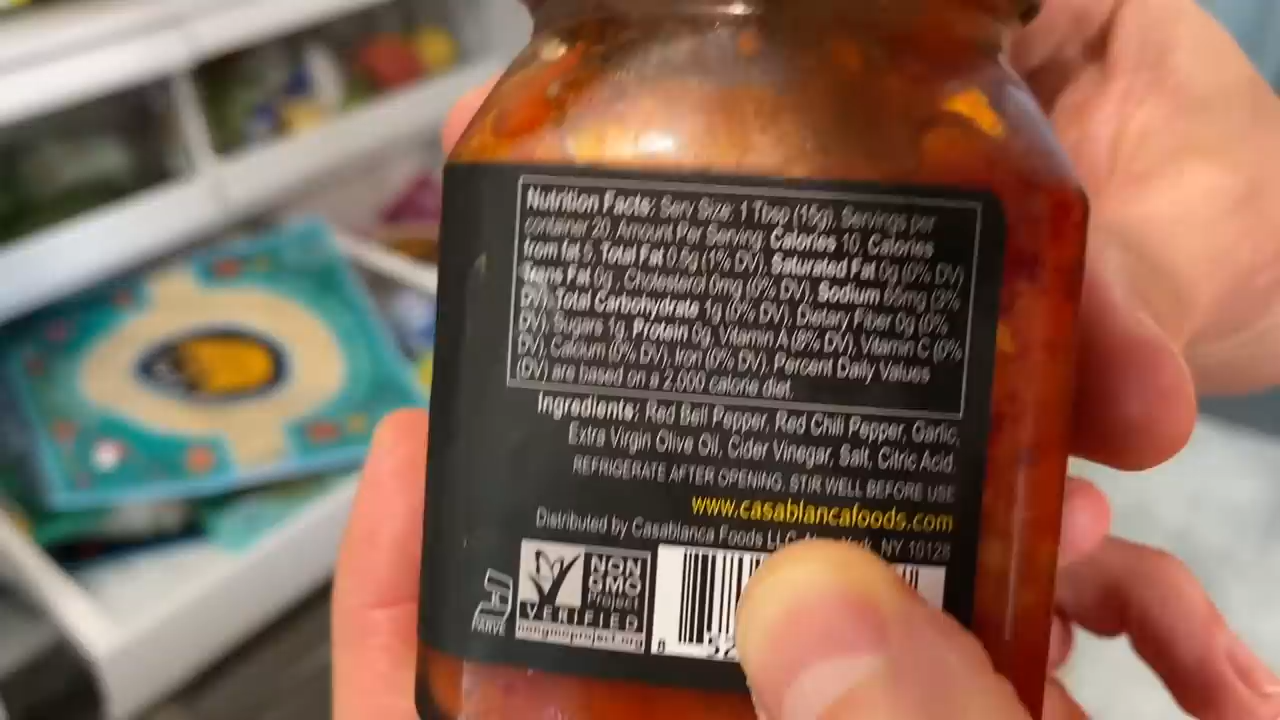 Nutrition Facts: Serv Size: 1 Tbsp (15g), Servings per
container 20, Amount Per Serving: Calories 10, Calories
from fat 5, Total Fat 0.5g (1% DV), Saturated Fat 0g (0% DV)
Trans Fat 0g, Cholesterol 0mg (0% DV), Sodium
DV), Total Carbohydrate 1g (0% DV), Dietary Fiber 0g (0%
DV), Sugars 1g, Protein 0g, Vitamin A (8% DV), Vitamin C (0%
DV), Calcium (0% DV), Iron (0% DV), Percent Daily Values
(DV) are based on a 2,000 calorie diet.
Ingredients: Red Bell Pepper, Red Chili Pepper, Garlic,
Extra Virgin Olive Oil, Cider Vinegar, Salt, Citric Acid.
REFRIGERATE AFTER OPENING. STIR WELL BEFORE USE
www.casablancafoods.com
Distributed by Casablanca Foods LLC, New York, NY 10128
NON
GMO
Project
VERIFIED
nongmoproject.org
PARVE
8